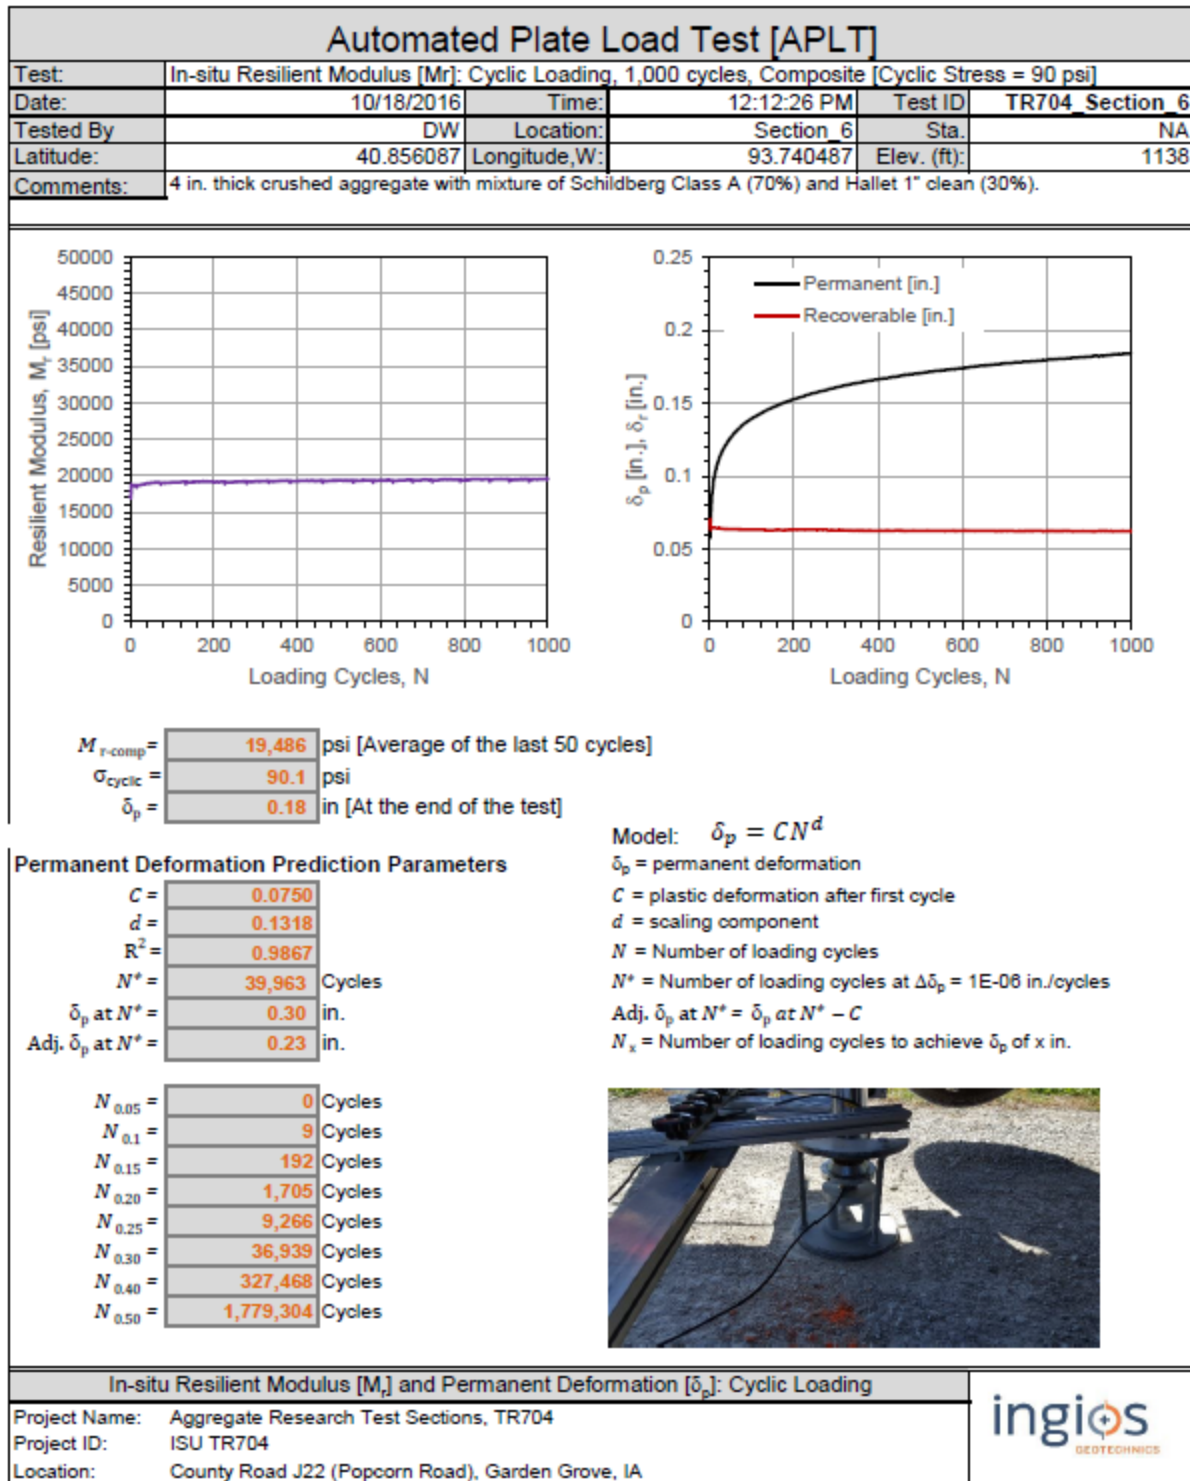 Automated Plate Load Test [APLT]
Test: In-situ Resilient Modulus [Mr]: Cyclic Loading, 1,000 cycles, Composite [Cyclic Stress = 90 psi]
Date: 10/18/2016 Time: 12:12:26 PM Test ID TR704_Section_6
Tested By DW Location: Section_6 Sta. NA
Latitude: 40.856087 Longitude,W: 93.740487 Elev. (ft): 1138
Comments: 4 in. thick crushed aggregate with mixture of Schildberg Class A (70%) and Hallet 1" clean (30%).
Resilient Modulus, Mr [psi]
50000
45000
40000
35000
30000
25000
20000
15000
10000
5000
0
0 200 400 600 800 1000
Loading Cycles, N
δp [in.], δr [in.]
0.25
0.2
0.15
0.1
0.05
0
Permanent [in.]
Recoverable [in.]
0 200 400 600 800 1000
Loading Cycles, N
M r-comp = 19,486 psi [Average of the last 50 cycles]
σcyclic = 90.1 psi
δp = 0.18 in [At the end of the test]
Permanent Deformation Prediction Parameters
C = 0.0750
d = 0.1318
R² = 0.9867
N* = 39,963 Cycles
δp at N* = 0.30 in.
Adj. δp at N* = 0.23 in.
Model: δp = CN^d
δp = permanent deformation
C = plastic deformation after first cycle
d = scaling component
N = Number of loading cycles
N* = Number of loading cycles at Δδp = 1E-06 in./cycles
Adj. δp at N* = δp at N* – C
Nx = Number of loading cycles to achieve δp of x in.
N 0.05 = 0 Cycles
N 0.1 = 9 Cycles
N 0.15 = 192 Cycles
N 0.20 = 1,705 Cycles
N 0.25 = 9,266 Cycles
N 0.30 = 36,939 Cycles
N 0.40 = 327,468 Cycles
N 0.50 = 1,779,304 Cycles
In-situ Resilient Modulus [Mr] and Permanent Deformation [δp]: Cyclic Loading
Project Name: Aggregate Research Test Sections, TR704
Project ID: ISU TR704
Location: County Road J22 (Popcorn Road), Garden Grove, IA
ingios
GEOTECHNICS